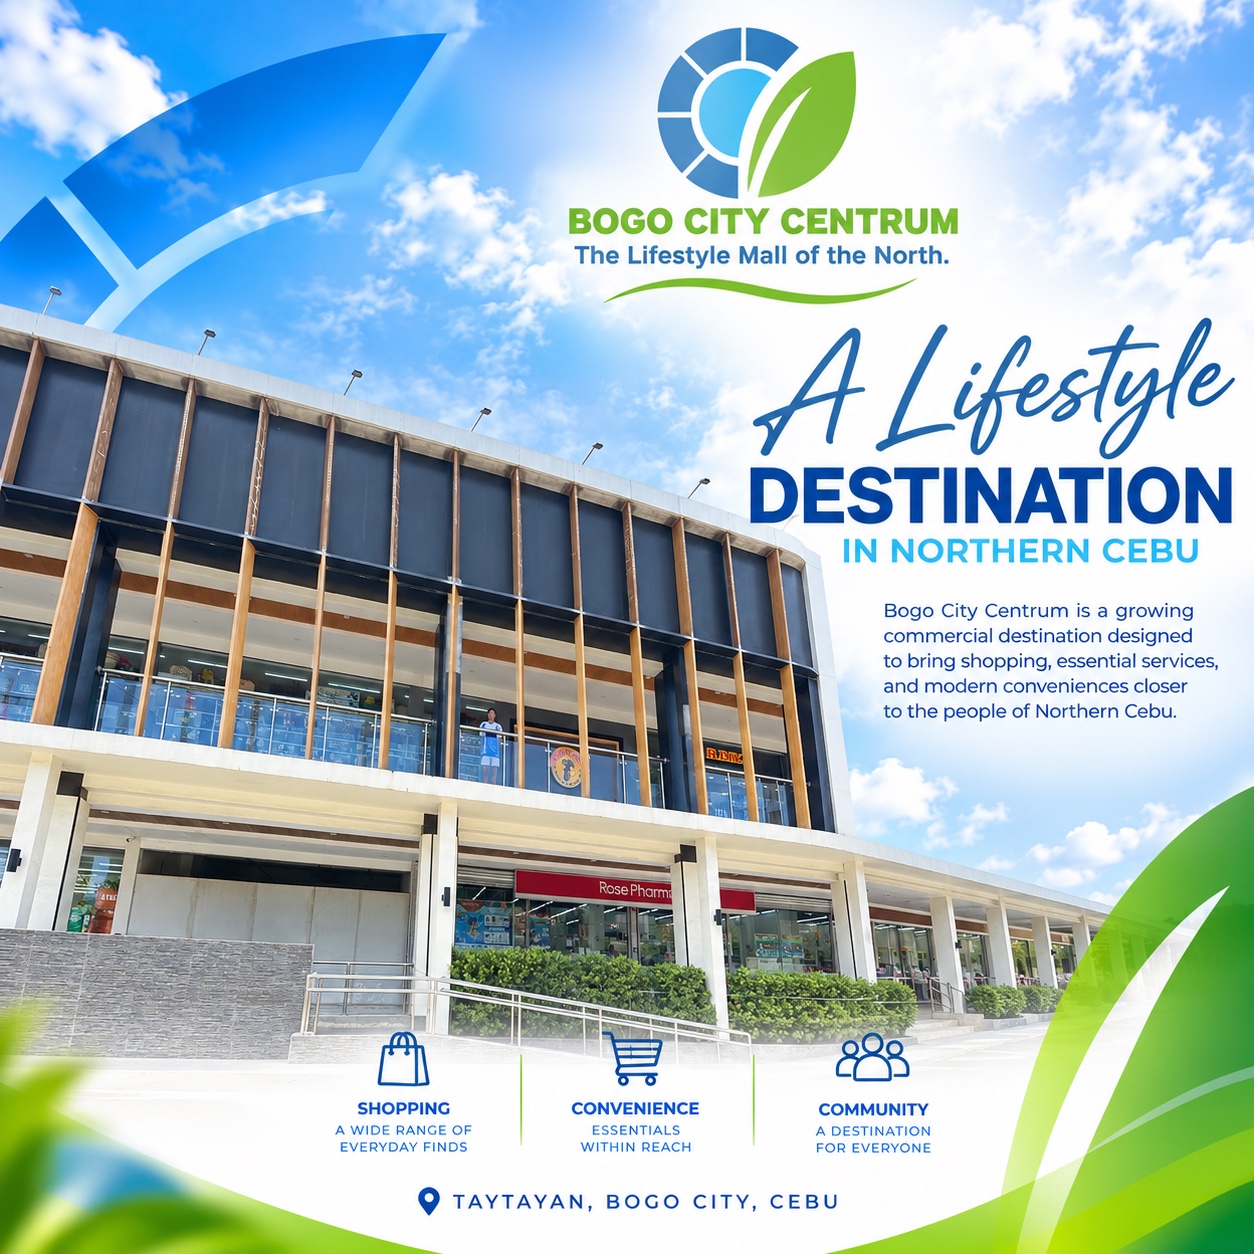 BOGO CITY CENTRUM
The Lifestyle Mall of the North.
A Lifestyle
DESTINATION
IN NORTHERN CEBU
Bogo City Centrum is a growing
commercial destination designed
to bring shopping, essential services,
and modern conveniences closer
to the people of Northern Cebu.
Rose Pharm
SHOPPING
A WIDE RANGE OF
EVERYDAY FINDS
CONVENIENCE
ESSENTIALS
WITHIN REACH
COMMUNITY
A DESTINATION
FOR EVERYONE
TAYTAYAN, BOGO CITY, CEBU